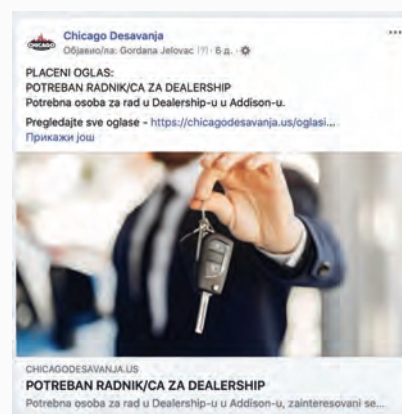 CHICAGO
Chicago Desavanja
Објавио/ла: Gordana Jelovac [?] · 6 д. ·
PLACENI OGLAS:
POTREBAN RADNIK/CA ZA DEALERSHIP
Potrebna osoba za rad u Dealership-u u Addison-u.
Pregledajte sve oglase - https://chicagodesavanja.us/oglasi...
Прикажи још
CHICAGODESAVANJA.US
POTREBAN RADNIK/CA ZA DEALERSHIP
Potrebna osoba za rad u Dealership-u u Addison-u, zainteresovani se...